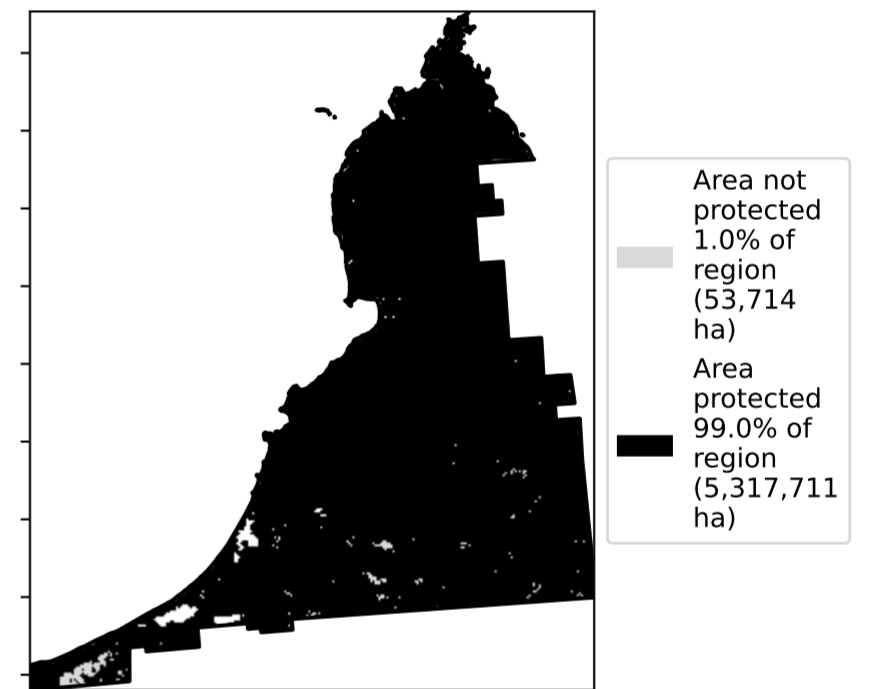 Area not
protected
1.0% of
region
(53,714
ha)
Area
protected
99.0% of
region
(5,317,711
ha)